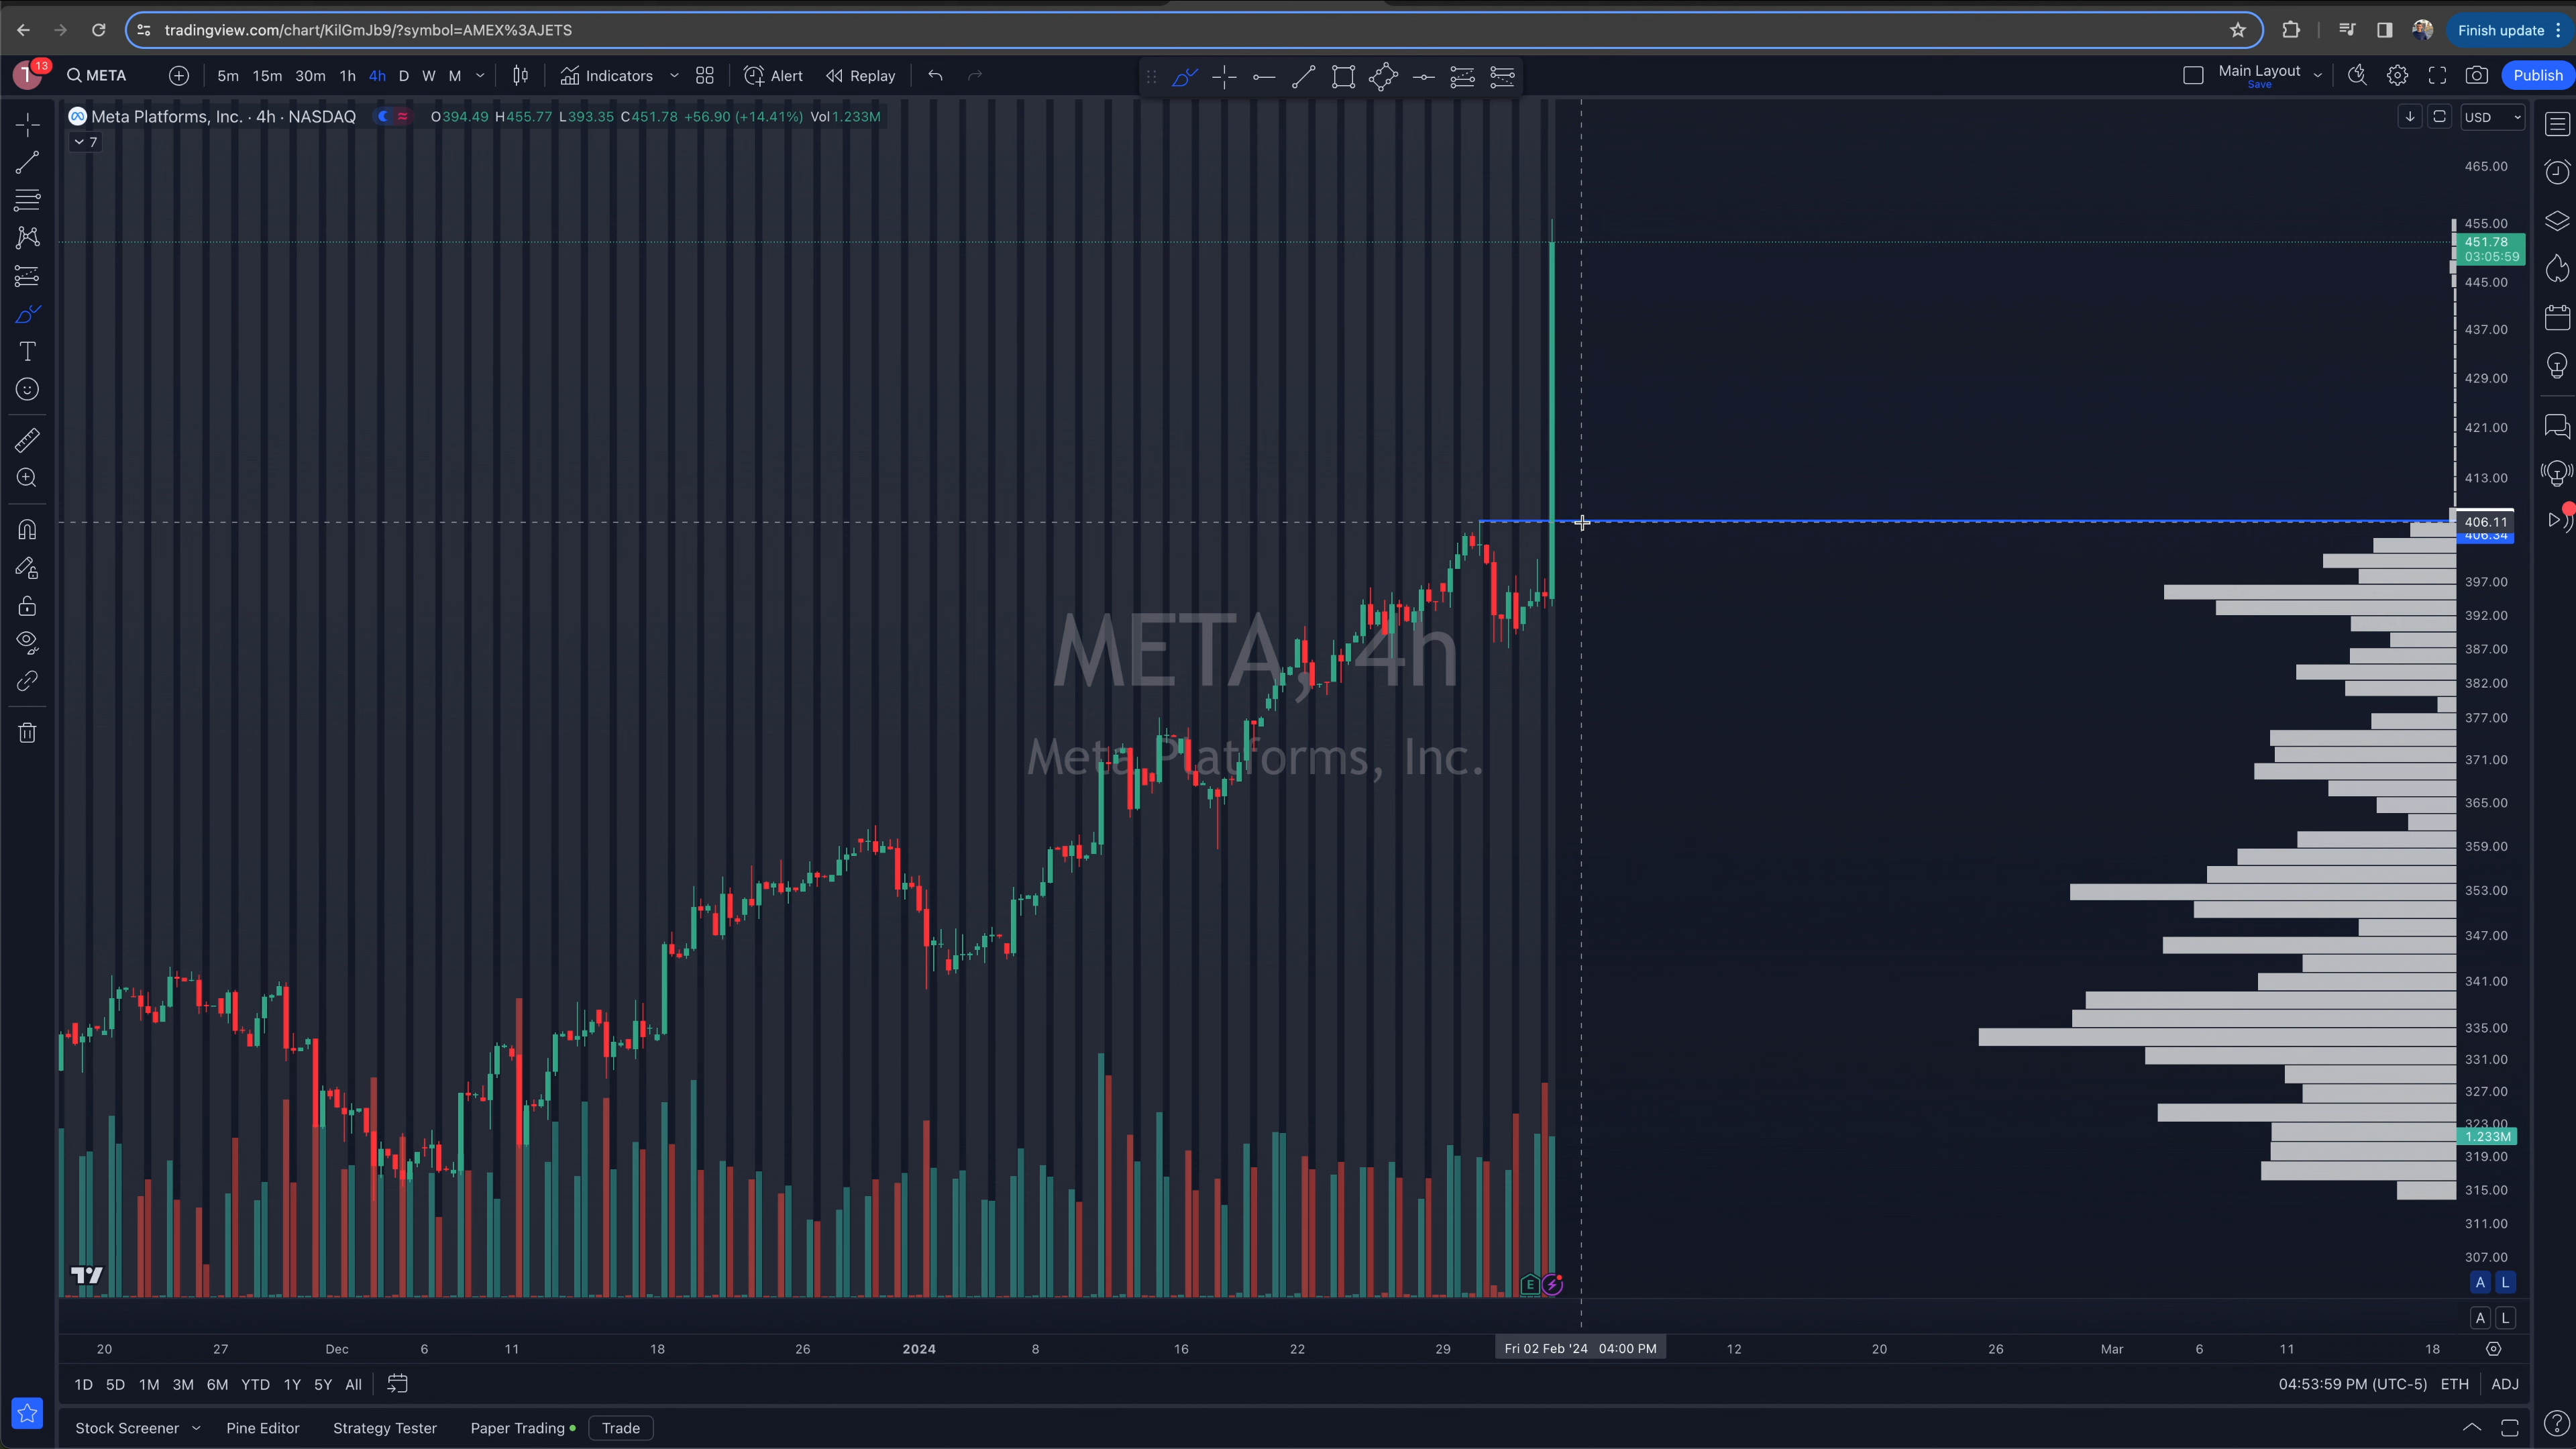 tradingview.com/chart/KilGmJb9/?symbol=AMEX%3AJETS
Finish update
13
META
5m 15m 30m 1h 4h D W M
Indicators
Alert
Replay
Main Layout
Save
Publish
Meta Platforms, Inc. · 4h · NASDAQ
O394.49 H455.77 L393.35 C451.78 +56.90 (+14.41%) Vol1.233M
USD
7
465.00
455.00
451.78
03:05:59
445.00
437.00
429.00
421.00
413.00
406.11
406.34
397.00
392.00
387.00
382.00
377.00
371.00
365.00
359.00
353.00
347.00
341.00
335.00
331.00
327.00
323.00
1.233M
319.00
315.00
311.00
307.00
META, 4h
Meta Platforms, Inc.
E
A L
A L
20 27 Dec 6 11 18 26 2024 8 16 22 29 Fri 02 Feb '24 04:00 PM 12 20 26 Mar 6 11 18
1D 5D 1M 3M 6M YTD 1Y 5Y All
04:53:59 PM (UTC-5) ETH ADJ
Stock Screener Pine Editor Strategy Tester Paper Trading Trade